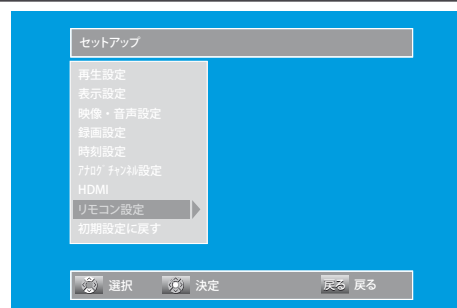 セットアップ
再生設定
表示設定
映像・音声設定
録画設定
時刻設定
ｱﾅﾛｸﾞﾁｬﾝﾈﾙ設定
HDMI
リモコン設定
初期設定に戻す
選択 決定 戻る 戻る